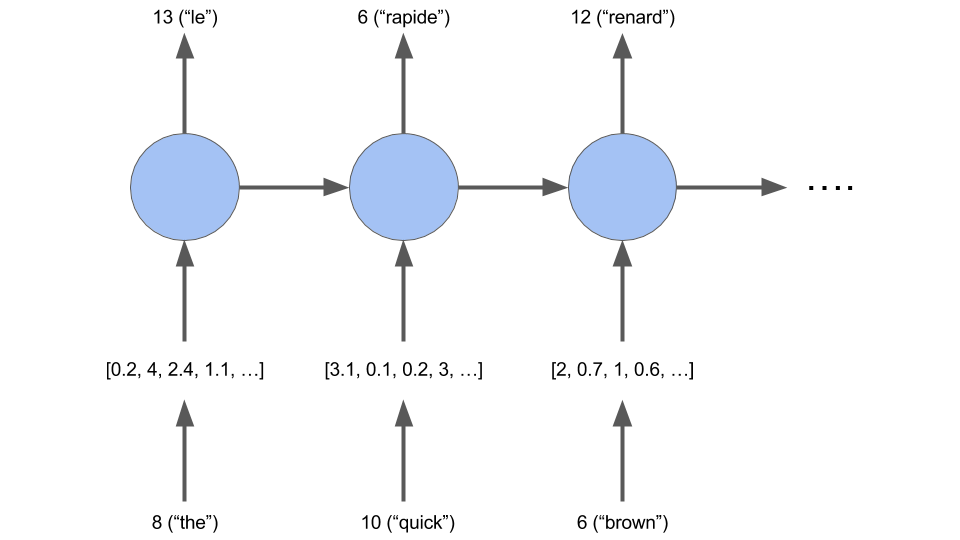 13 (“le”)
6 (“rapide”)
12 (“renard”)
....
[0.2, 4, 2.4, 1.1, …]
[3.1, 0.1, 0.2, 3, …]
[2, 0.7, 1, 0.6, …]
8 (“the”)
10 (“quick”)
6 (“brown”)